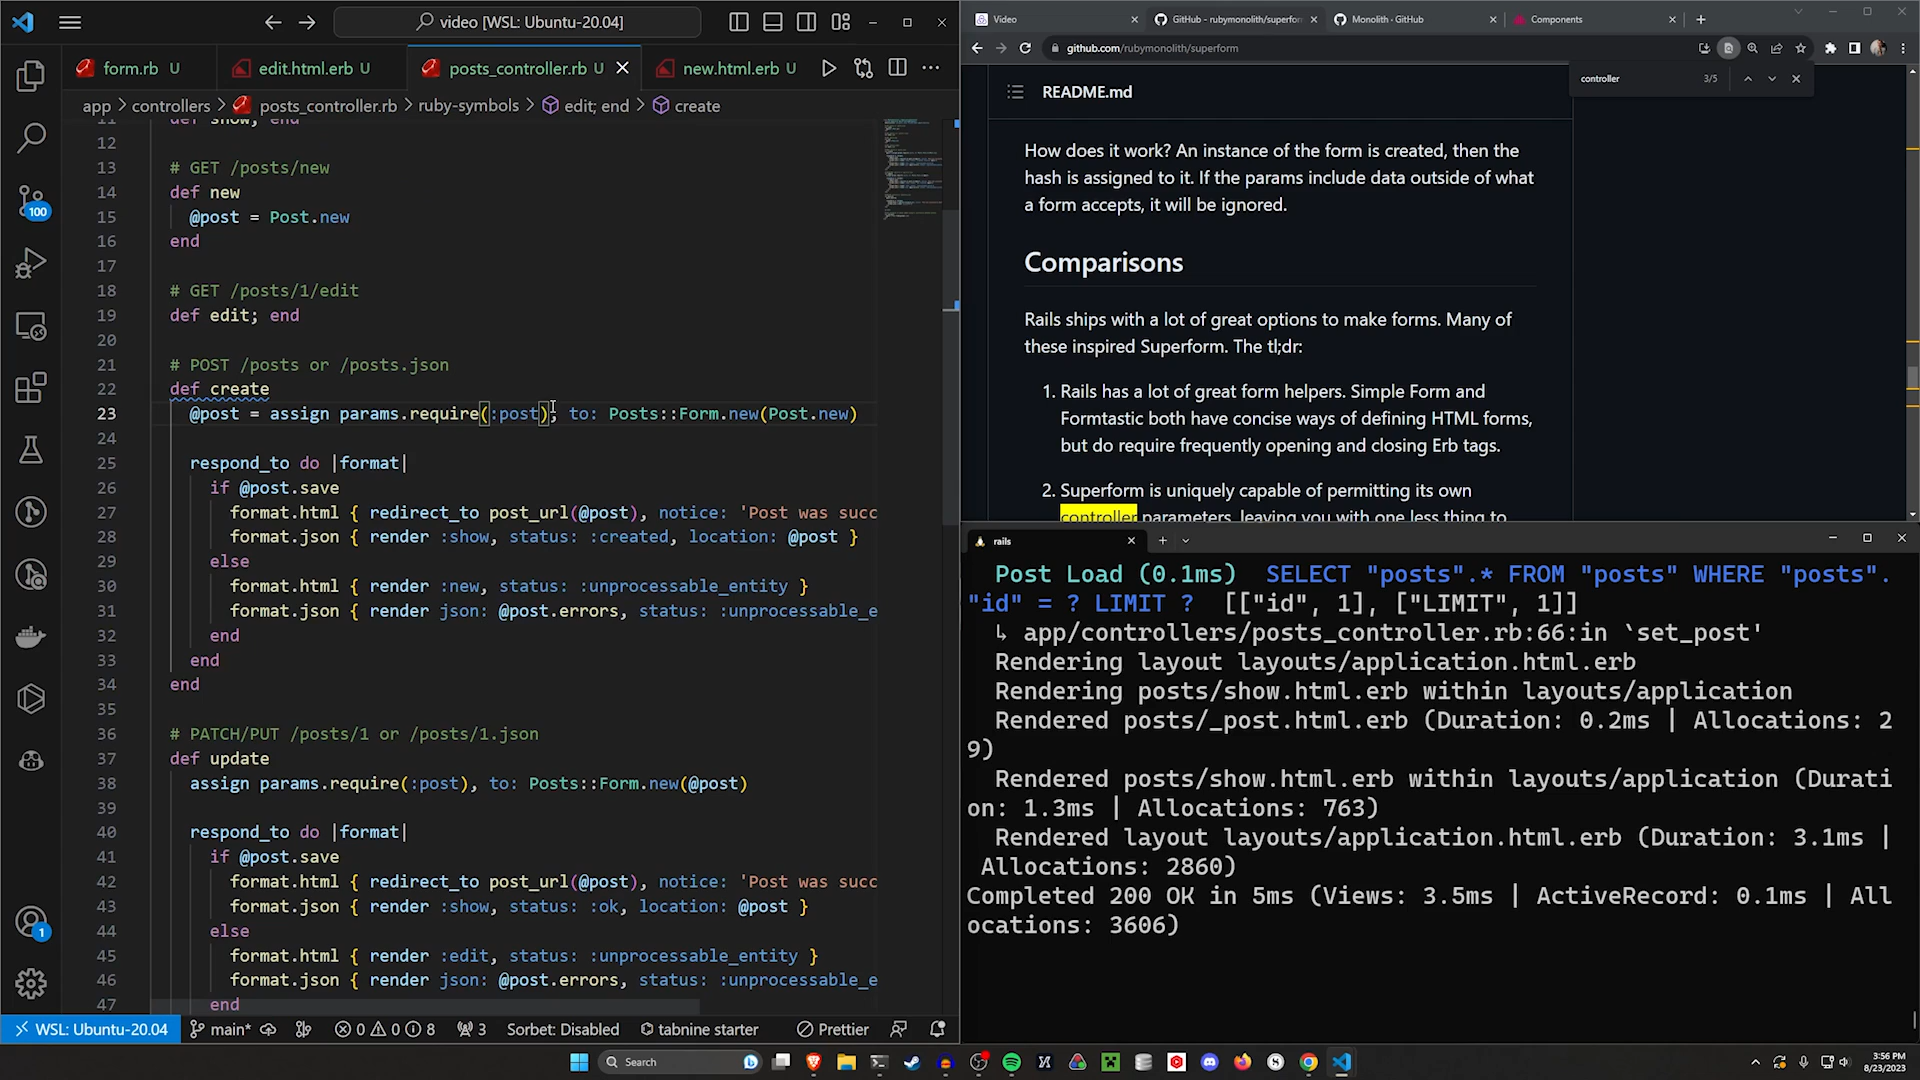 video [WSL: Ubuntu-20.04]
form.rb U
edit.html.erb U
posts_controller.rb U
new.html.erb U
app > controllers > posts_controller.rb > ruby-symbols > edit; end > create
11 def show; end
12
13 # GET /posts/new
14 def new
15 @post = Post.new
16 end
17
18 # GET /posts/1/edit
19 def edit; end
20
21 # POST /posts or /posts.json
22 def create
23 @post = assign params.require(:post), to: Posts::Form.new(Post.new)
24
25 respond_to do |format|
26 if @post.save
27 format.html { redirect_to post_url(@post), notice: 'Post was succ
28 format.json { render :show, status: :created, location: @post }
29 else
30 format.html { render :new, status: :unprocessable_entity }
31 format.json { render json: @post.errors, status: :unprocessable_e
32 end
33 end
34 end
35
36 # PATCH/PUT /posts/1 or /posts/1.json
37 def update
38 assign params.require(:post), to: Posts::Form.new(@post)
39
40 respond_to do |format|
41 if @post.save
42 format.html { redirect_to post_url(@post), notice: 'Post was succ
43 format.json { render :show, status: :ok, location: @post }
44 else
45 format.html { render :edit, status: :unprocessable_entity }
46 format.json { render json: @post.errors, status: :unprocessable_e
47 end
100
1
WSL: Ubuntu-20.04 main* 0 0 8 3 Sorbet: Disabled tabnine starter Prettier
Video
GitHub - rubymonolith/superfor
Monolith · GitHub
Components
github.com/rubymonolith/superform
controller 3/5
README.md
How does it work? An instance of the form is created, then the
hash is assigned to it. If the params include data outside of what
a form accepts, it will be ignored.
Comparisons
Rails ships with a lot of great options to make forms. Many of
these inspired Superform. The tl;dr:
1. Rails has a lot of great form helpers. Simple Form and
Formtastic both have concise ways of defining HTML forms,
but do require frequently opening and closing Erb tags.
2. Superform is uniquely capable of permitting its own
controller parameters, leaving you with one less thing to
rails
Post Load (0.1ms) SELECT "posts".* FROM "posts" WHERE "posts".
"id" = ? LIMIT ? [["id", 1], ["LIMIT", 1]]
↳ app/controllers/posts_controller.rb:66:in `set_post'
Rendering layout layouts/application.html.erb
Rendering posts/show.html.erb within layouts/application
Rendered posts/_post.html.erb (Duration: 0.2ms | Allocations: 2
9)
Rendered posts/show.html.erb within layouts/application (Durati
on: 1.3ms | Allocations: 763)
Rendered layout layouts/application.html.erb (Duration: 3.1ms |
Allocations: 2860)
Completed 200 OK in 5ms (Views: 3.5ms | ActiveRecord: 0.1ms | All
ocations: 3606)
Search
3:56 PM
8/23/2023